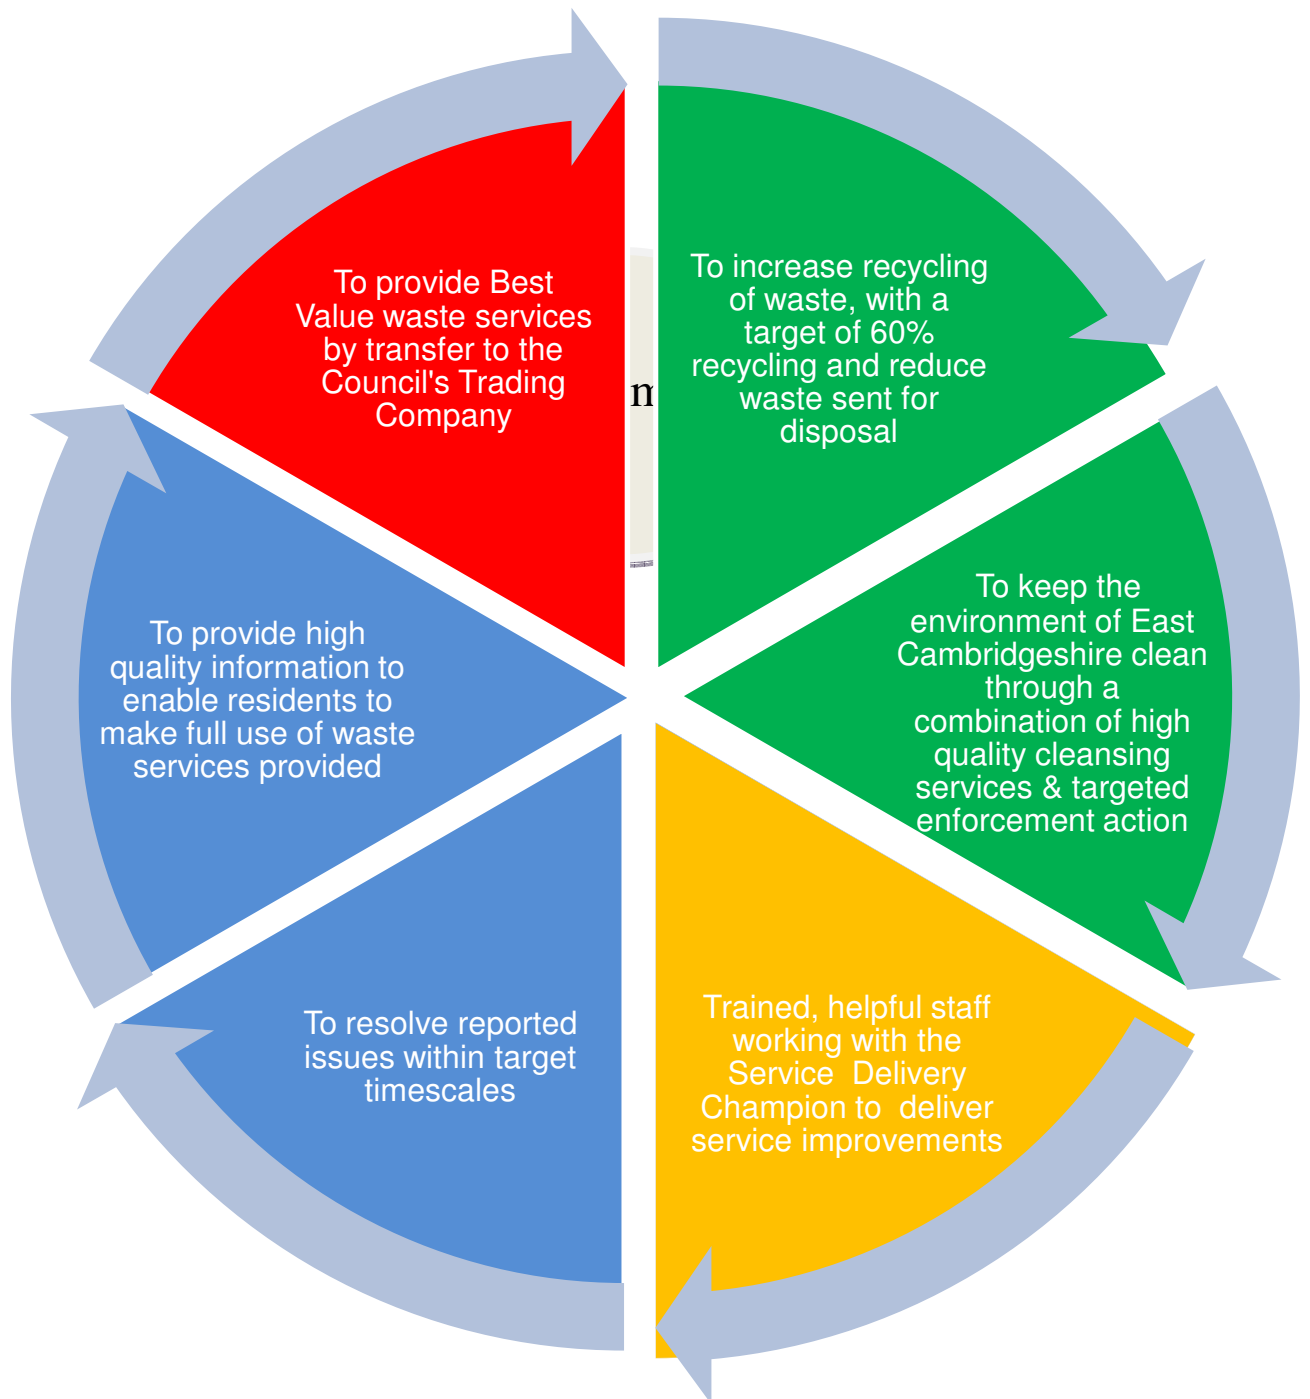 To provide Best
Value waste services
by transfer to the
Council's Trading
Company
To increase recycling
of waste, with a
target of 60%
recycling and reduce
waste sent for
disposal
To keep the
environment of East
Cambridgeshire clean
through a
combination of high
quality cleansing
services & targeted
enforcement action
Trained, helpful staff
working with the
Service  Delivery
Champion to  deliver
service improvements
To resolve reported
issues within target
timescales
To provide high
quality information to
enable residents to
make full use of waste
services provided